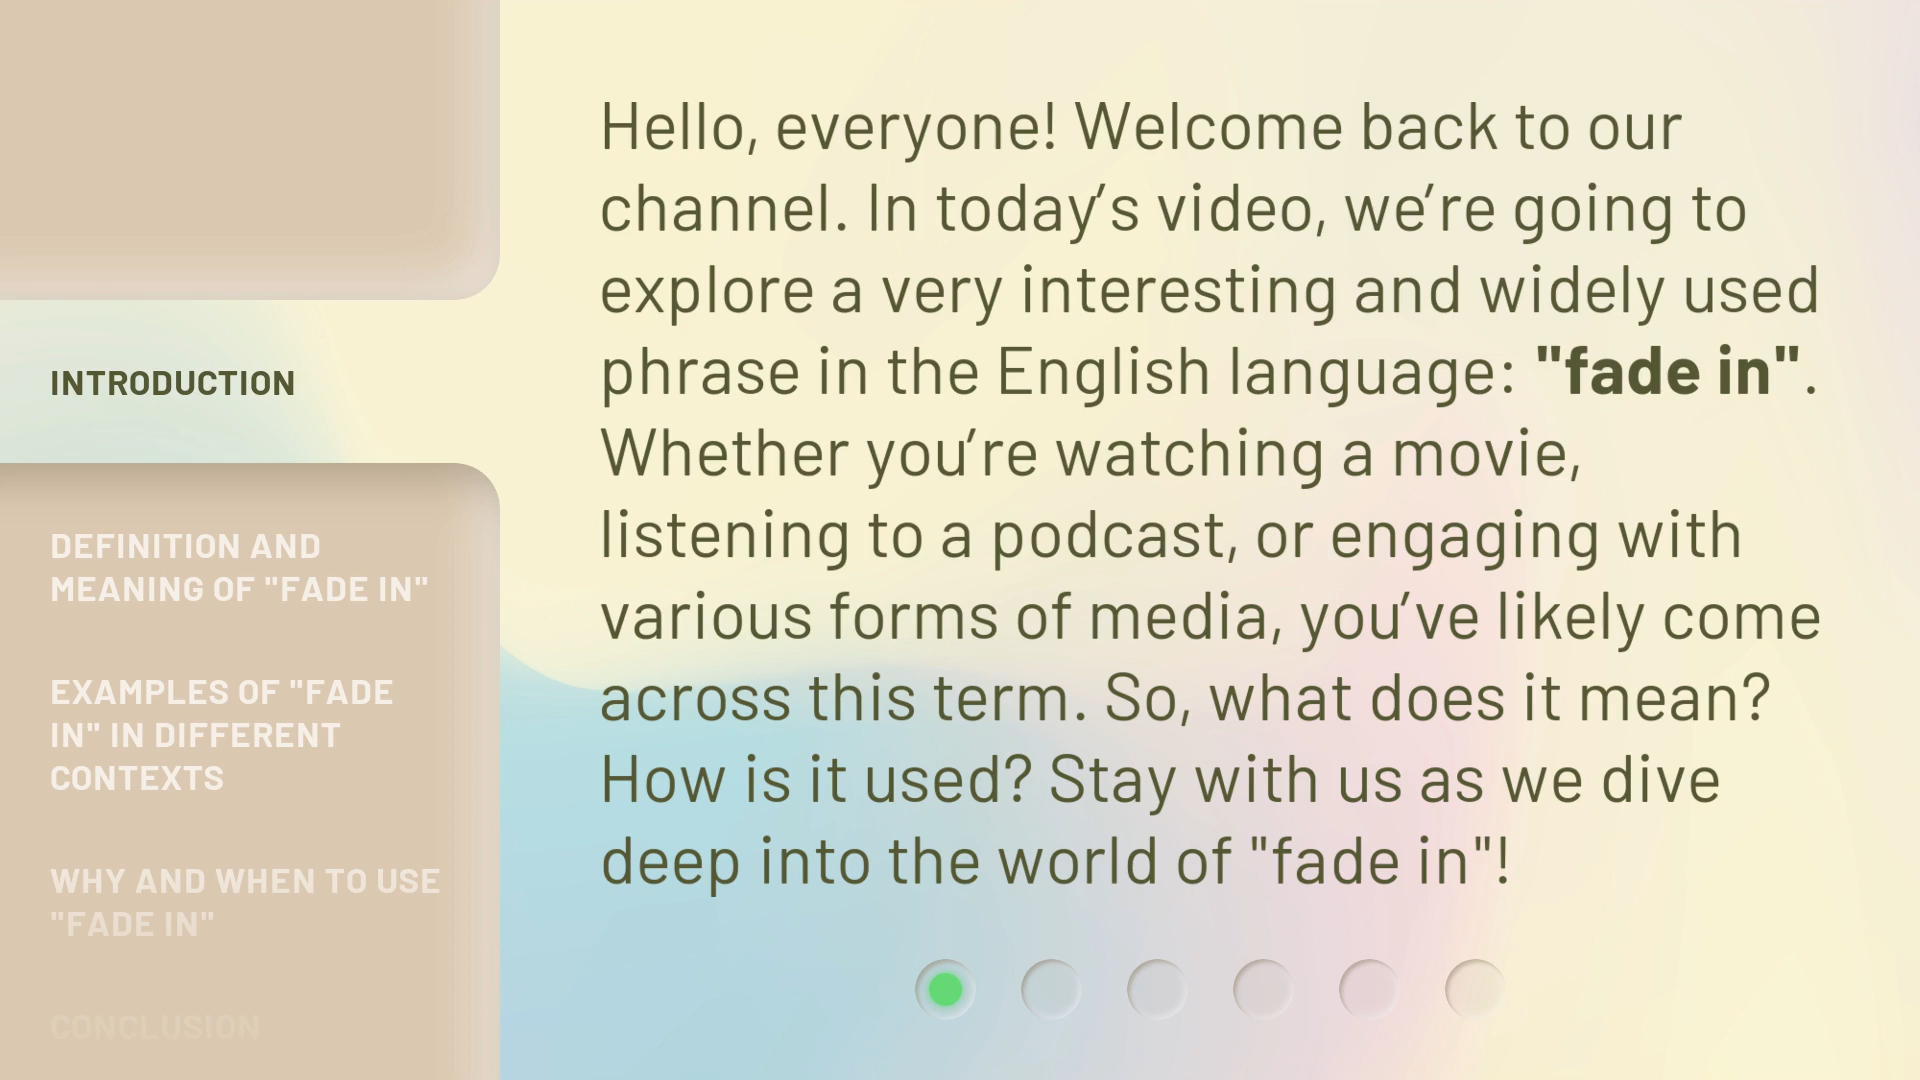 INTRODUCTION
DEFINITION AND
MEANING OF "FADE IN"
EXAMPLES OF "FADE
IN" IN DIFFERENT
CONTEXTS
WHY AND WHEN TO USE
"FADE IN"
CONCLUSION
Hello, everyone! Welcome back to our
channel. In today’s video, we’re going to
explore a very interesting and widely used
phrase in the English language: "fade in".
Whether you’re watching a movie,
listening to a podcast, or engaging with
various forms of media, you’ve likely come
across this term. So, what does it mean?
How is it used? Stay with us as we dive
deep into the world of "fade in"!